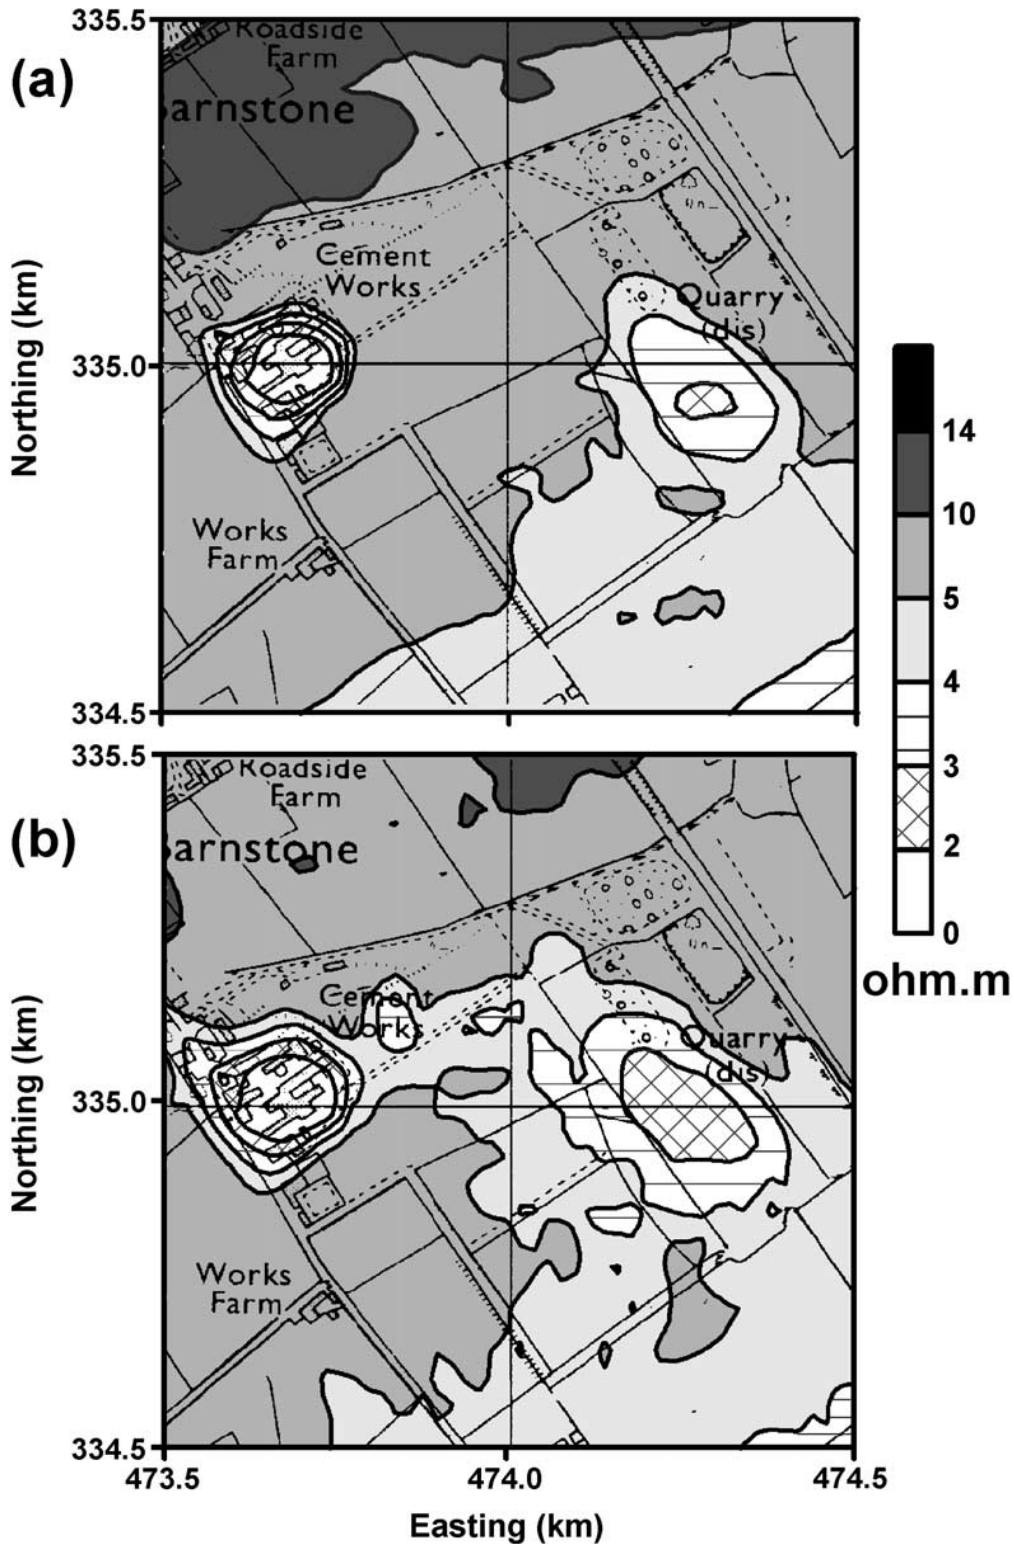 335.5
(a)
Roadside
Farm
arnstone
Cement
Works
Quarry
(dis)
335.0
Northing (km)
Works
Farm
334.5
14
10
5
4
3
2
0
ohm.m
335.5
(b)
Roadside
Farm
arnstone
Cement
Works
Quarry
(dis)
335.0
Northing (km)
Works
Farm
334.5
473.5
474.0
474.5
Easting (km)